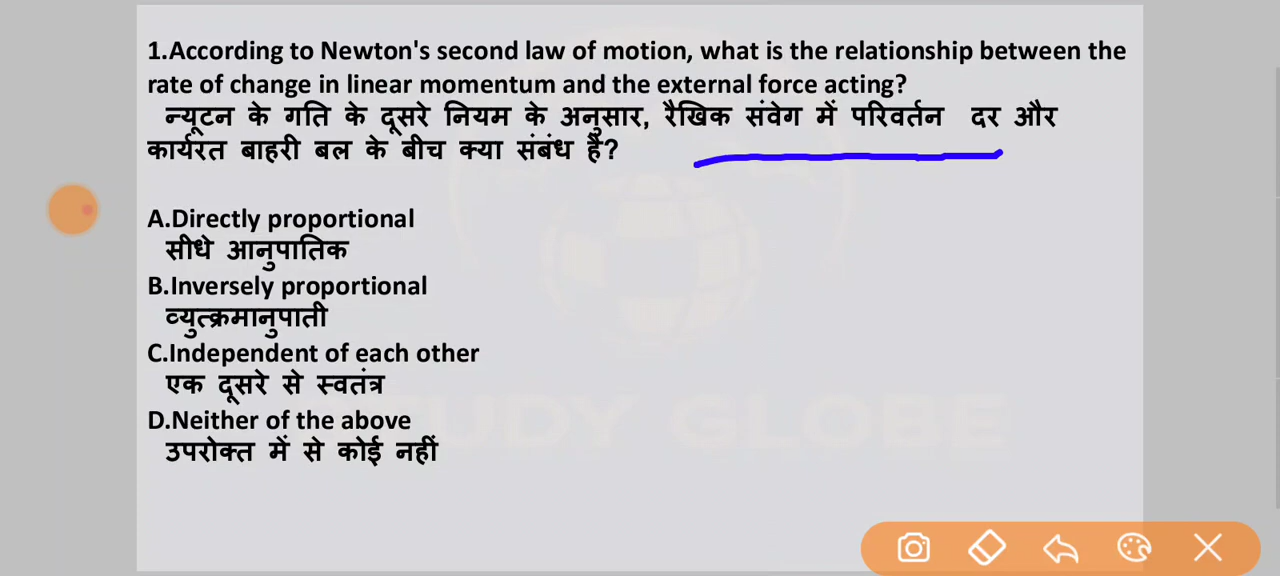 1.According to Newton's second law of motion, what is the relationship between the
rate of change in linear momentum and the external force acting?
न्यूटन के गति के दूसरे नियम के अनुसार, रैखिक संवेग में परिवर्तन दर और
कार्यरत बाहरी बल के बीच क्या संबंध है?
A.Directly proportional
सीधे आनुपातिक
B.Inversely proportional
व्युत्क्रमानुपाती
C.Independent of each other
एक दूसरे से स्वतंत्र
D.Neither of the above
उपरोक्त में से कोई नहीं
STUDY GLOBE